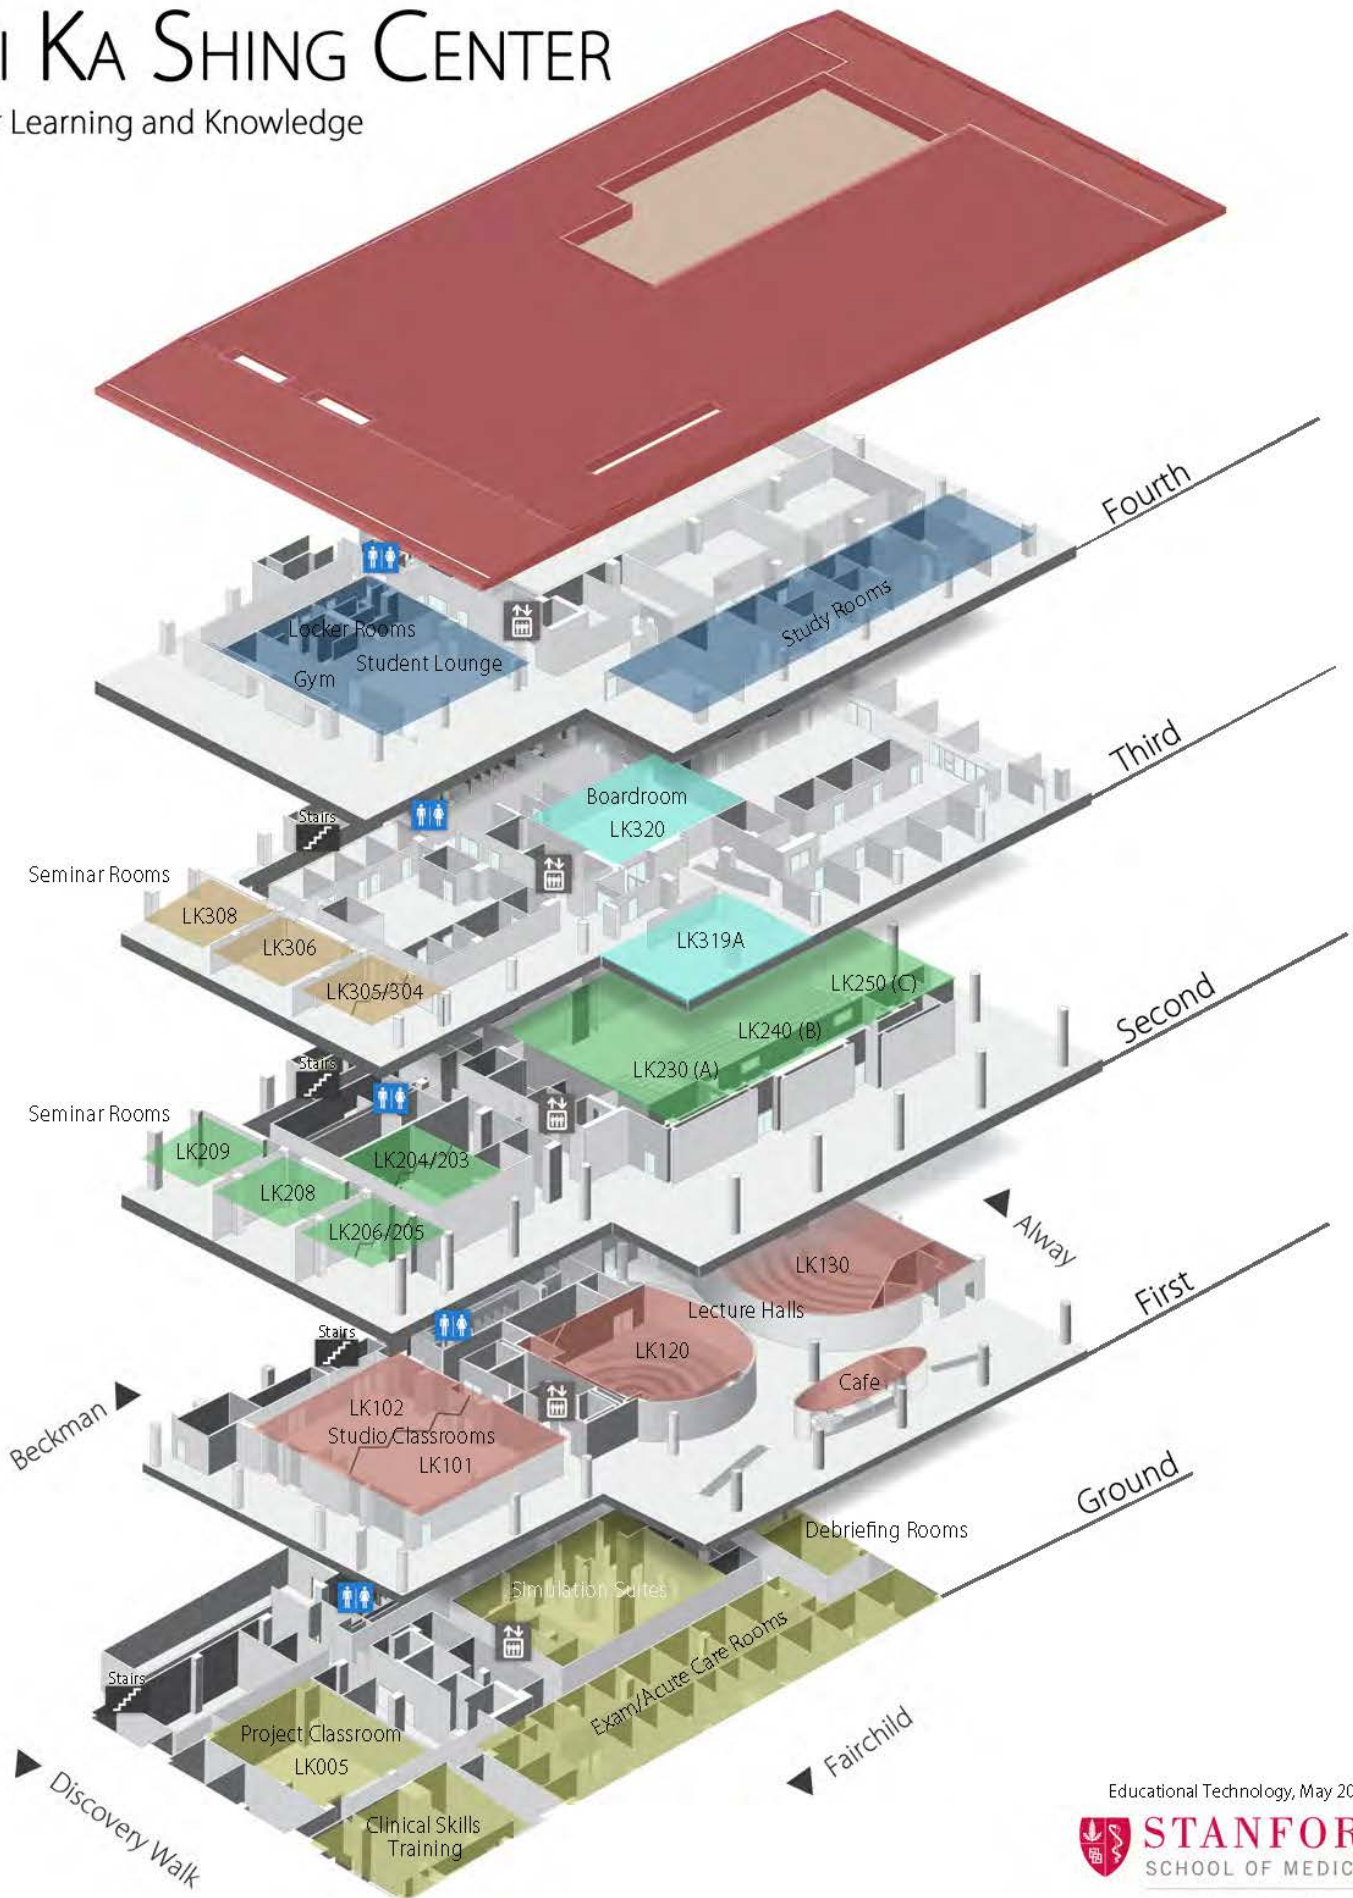 I KA SHING CENTER
r Learning and Knowledge
Fourth
Locker Rooms
Student Lounge
Gym
Study Rooms
Third
Boardroom
LK320
Stairs
Seminar Rooms
LK308
LK306
LK305/304
LK319A
Second
LK250 (C)
LK240 (B)
LK230 (A)
Stairs
Seminar Rooms
LK209
LK204/203
LK208
LK206/205
Alway
First
LK130
Lecture Halls
LK120
Cafe
Stairs
Beckman
LK102
Studio Classrooms
LK101
Ground
Debriefing Rooms
Simulation Suites
Exam/Acute Care Rooms
Stairs
Project Classroom
LK005
Clinical Skills
Training
Discovery Walk
Fairchild
Educational Technology, May 20
STANFOR
SCHOOL OF MEDIC